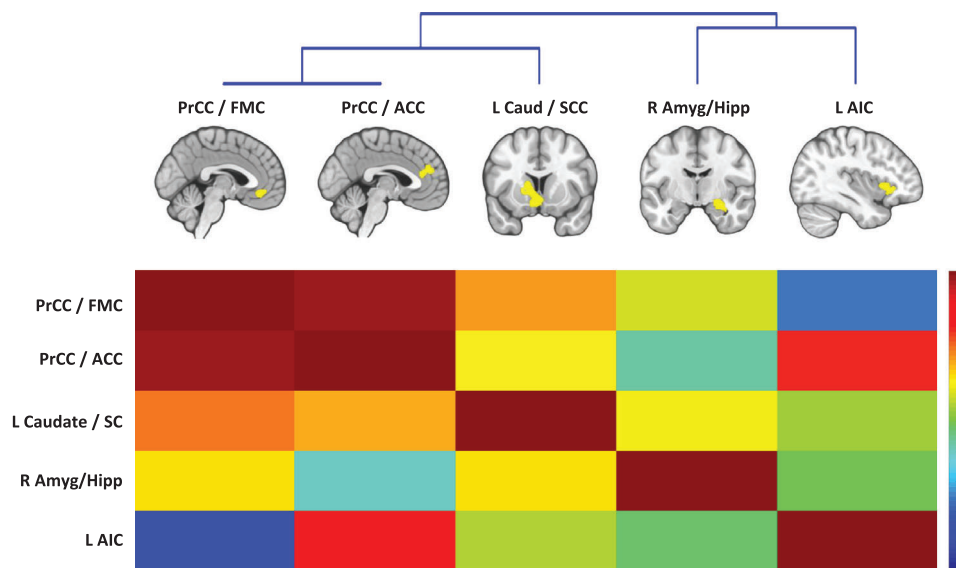 PrCC / FMC
PrCC / ACC
L Caud / SCC
R Amyg/Hipp
L AIC
PrCC / FMC
PrCC / ACC
L Caudate / SC
R Amyg/Hipp
L AIC